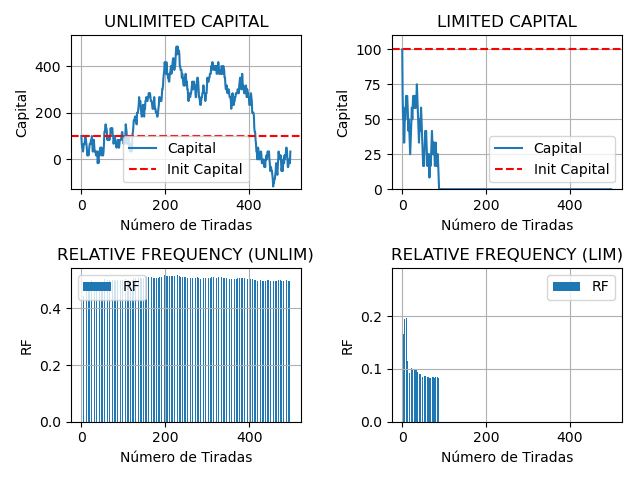 UNLIMITED CAPITAL
Capital
400
200
0
Capital
Init Capital
0
200
400
Número de Tiradas
LIMITED CAPITAL
Capital
100
75
50
25
0
Capital
Init Capital
0
200
400
Número de Tiradas
RELATIVE FREQUENCY (UNLIM)
RF
RF
0.4
0.2
0.0
0
200
400
Número de Tiradas
RELATIVE FREQUENCY (LIM)
RF
RF
0.2
0.1
0.0
0
200
400
Número de Tiradas